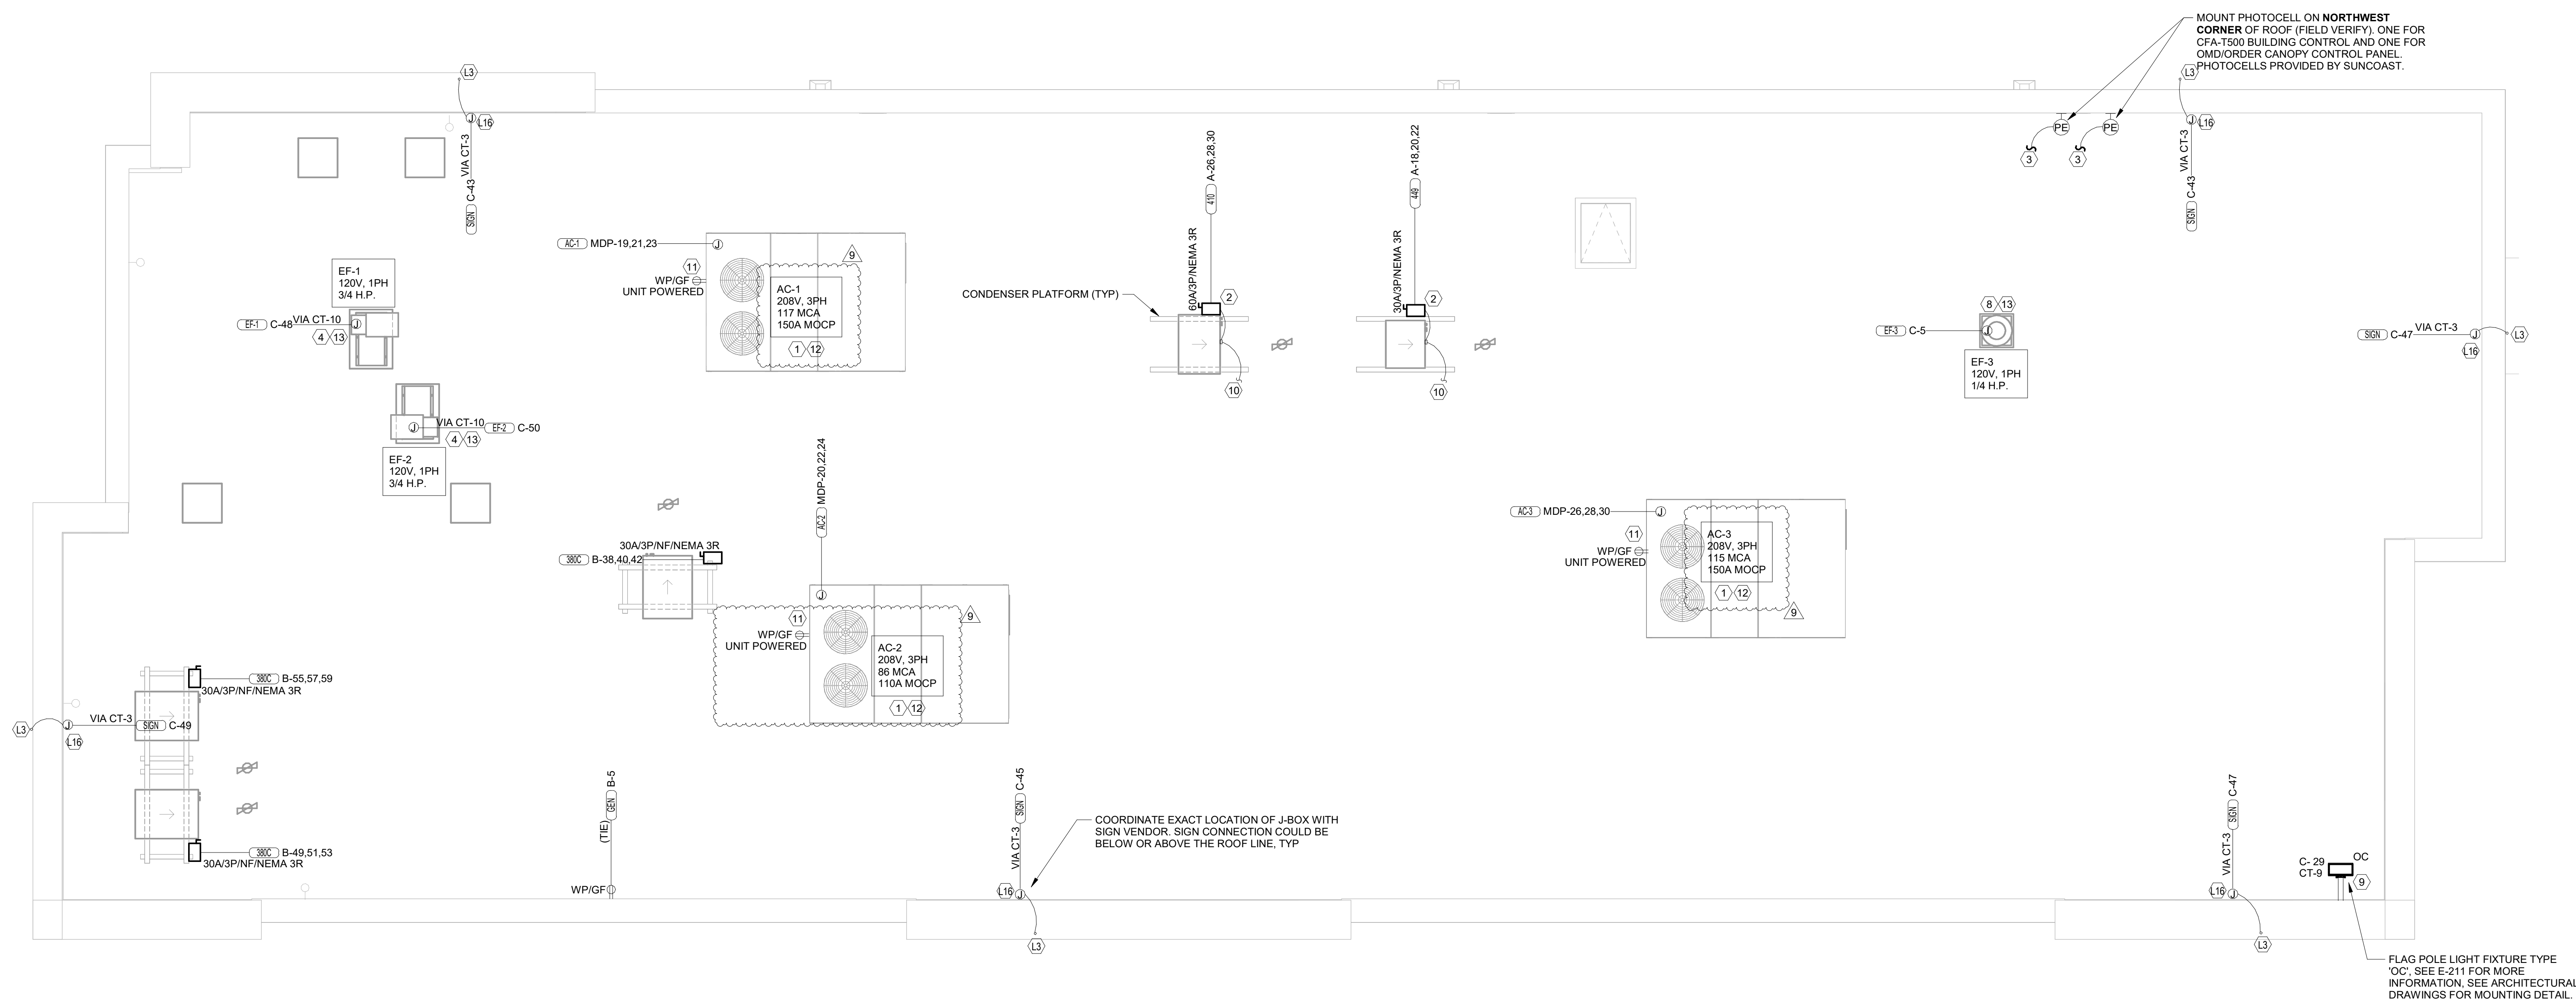 MOUNT PHOTOCELL ON NORTHWEST
CORNER OF ROOF (FIELD VERIFY). ONE FOR
CFA-T500 BUILDING CONTROL AND ONE FOR
OMD/ORDER CANOPY CONTROL PANEL.
PHOTOCELLS PROVIDED BY SUNCOAST.
L3
J
L16
VIA CT-3
C-43
SIGN
L3
J
L16
VIA CT-3
C-43
SIGN
PE
PE
3
3
A-26,28,30
410
60A/3P/NEMA 3R
2
10
A-18,20,22
449
30A/3P/NEMA 3R
2
10
CONDENSER PLATFORM (TYP)
AC-1 MDP-19,21,23
J
11
WP/GF
UNIT POWERED
9
AC-1
208V, 3PH
117 MCA
150A MOCP
1 12
EF-1
120V, 1PH
3/4 H.P.
EF-1 C-48 VIA CT-10
J
4 13
VIA CT-10 EF-2 C-50
J
4 13
EF-2
120V, 1PH
3/4 H.P.
8 13
EF-3 C-5
J
EF-3
120V, 1PH
1/4 H.P.
SIGN C-47 VIA CT-3
J
L3
L16
MDP-20,22,24
AC-2
J
30A/3P/NF/NEMA 3R
380C B-38,40,42
11
WP/GF
UNIT POWERED
9
AC-2
208V, 3PH
86 MCA
110A MOCP
1 12
AC-3 MDP-26,28,30
J
11
WP/GF
UNIT POWERED
AC-3
208V, 3PH
115 MCA
150A MOCP
1 12
9
380C B-55,57,59
30A/3P/NF/NEMA 3R
L3
J
VIA CT-3 SIGN C-49
L16
380C B-49,51,53
30A/3P/NF/NEMA 3R
B-5
GEN
(TIE)
WP/GF
C-45
SIGN
VIA CT-3
L16
J
L3
COORDINATE EXACT LOCATION OF J-BOX WITH
SIGN VENDOR. SIGN CONNECTION COULD BE
BELOW OR ABOVE THE ROOF LINE, TYP
C-47
SIGN
VIA CT-3
L16
J
L3
C- 29
CT-9
OC
9
FLAG POLE LIGHT FIXTURE TYPE
'OC', SEE E-211 FOR MORE
INFORMATION, SEE ARCHITECTURAL
DRAWINGS FOR MOUNTING DETAIL.